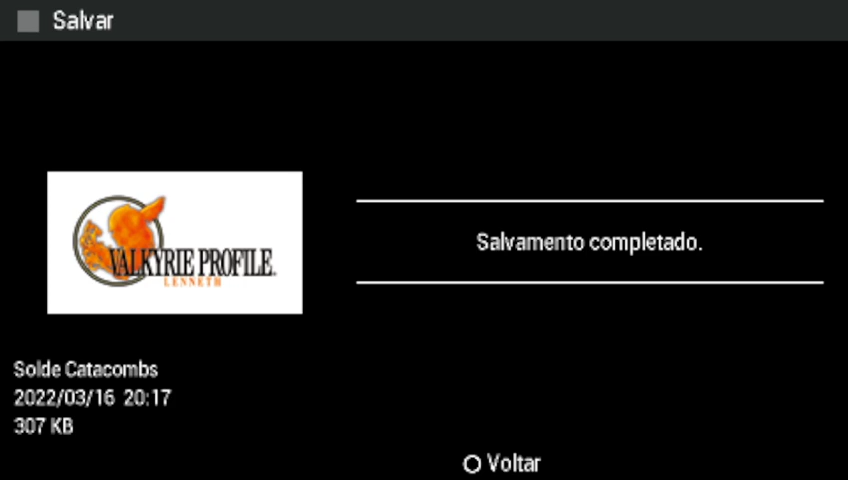 Salvar
VALKYRIE PROFILE.
LENNETH
Salvamento completado.
Solde Catacombs
2022/03/16 20:17
307 KB
Voltar